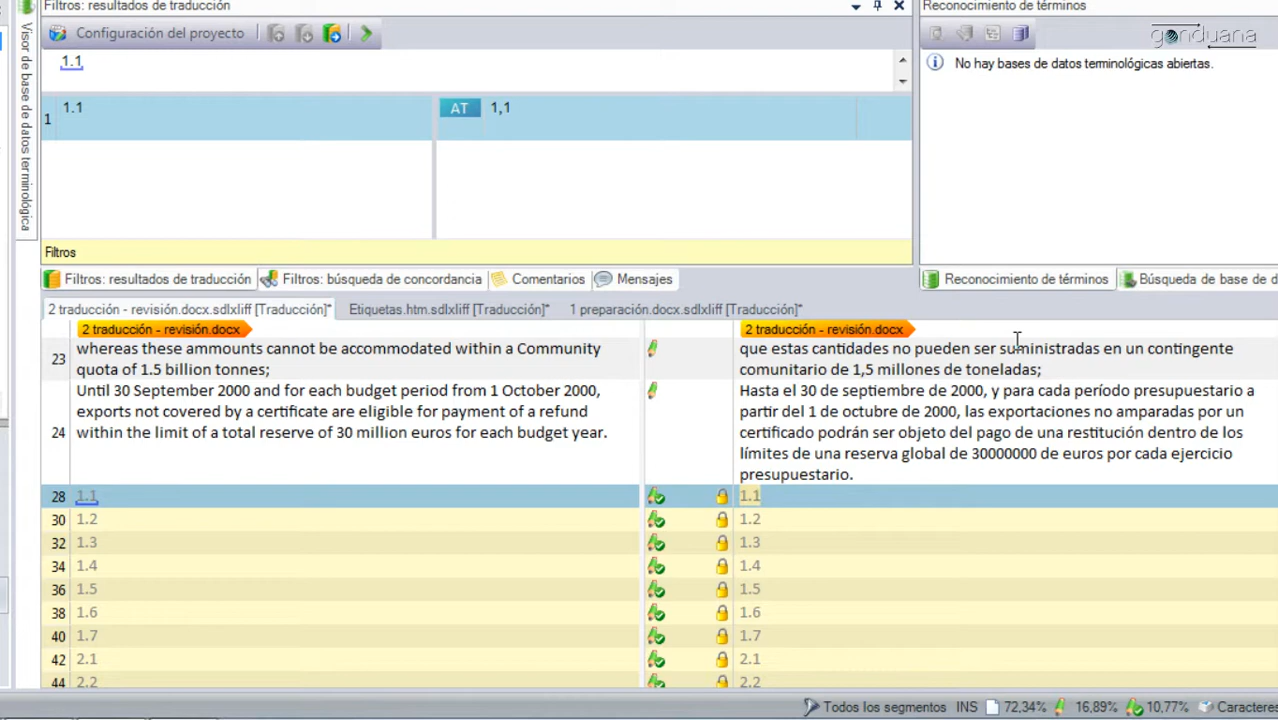 Filtros: resultados de traducción
Reconocimiento de términos
Configuración del proyecto
gonduana
Visor de base de datos terminológica
1.1
No hay bases de datos terminológicas abiertas.
1 1.1 AT 1,1
Filtros
Filtros: resultados de traducción Filtros: búsqueda de concordancia Comentarios Mensajes
Reconocimiento de términos Búsqueda de base de d
2 traducción - revisión.docx.sdlxliff [Traducción]* Etiquetas.htm.sdlxliff [Traducción]* 1 preparación.docx.sdlxliff [Traducción]*
2 traducción - revisión.docx
23
whereas these ammounts cannot be accommodated within a Community
quota of 1.5 billion tonnes;
24
Until 30 September 2000 and for each budget period from 1 October 2000,
exports not covered by a certificate are eligible for payment of a refund
within the limit of a total reserve of 30 million euros for each budget year.
2 traducción - revisión.docx
que estas cantidades no pueden ser suministradas en un contingente
comunitario de 1,5 millones de toneladas;
Hasta el 30 de septiembre de 2000, y para cada período presupuestario a
partir del 1 de octubre de 2000, las exportaciones no amparadas por un
certificado podrán ser objeto del pago de una restitución dentro de los
límites de una reserva global de 30000000 de euros por cada ejercicio
presupuestario.
28 1.1 1.1
30 1.2 1.2
32 1.3 1.3
34 1.4 1.4
36 1.5 1.5
38 1.6 1.6
40 1.7 1.7
42 2.1 2.1
44 2.2 2.2
Todos los segmentos INS 72,34% 16,89% 10,77% Caracteres